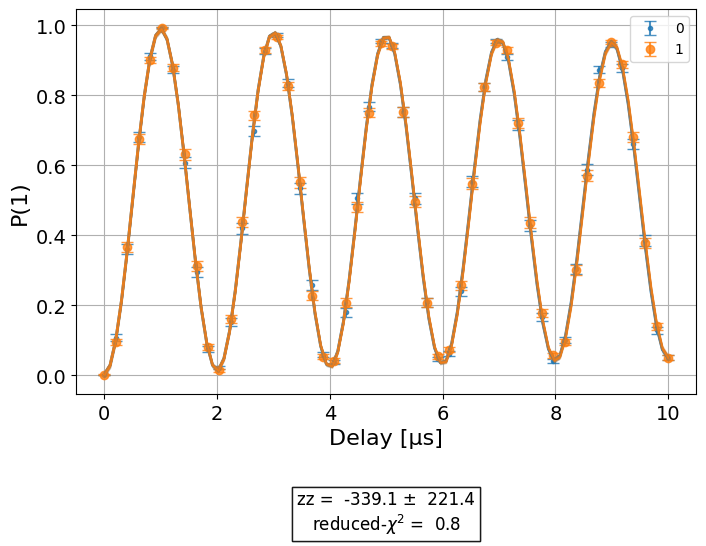 1.0
0.8
0.6
0.4
0.2
0.0
P(1)
0
1
0 2 4 6 8 10
Delay [µs]
zz = -339.1 ± 221.4
reduced-χ² = 0.8